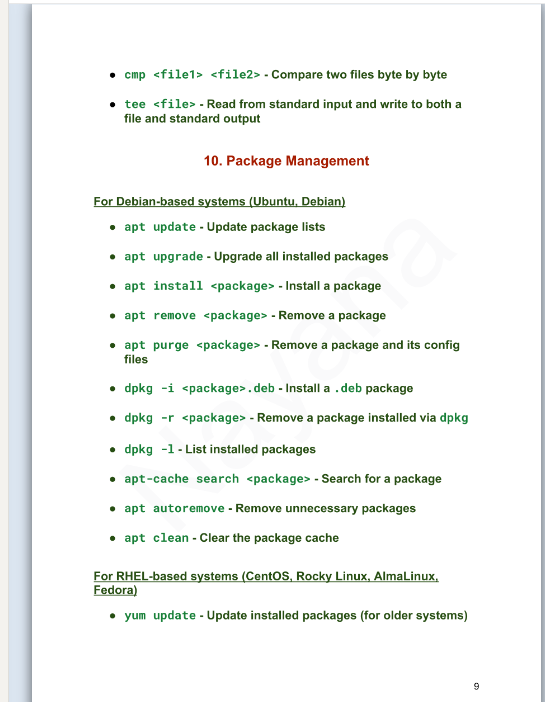 ● cmp <file1> <file2> - Compare two files byte by byte
● tee <file> - Read from standard input and write to both a
file and standard output
10. Package Management
For Debian-based systems (Ubuntu, Debian)
● apt update - Update package lists
● apt upgrade - Upgrade all installed packages
● apt install <package> - Install a package
● apt remove <package> - Remove a package
● apt purge <package> - Remove a package and its config
files
● dpkg -i <package>.deb - Install a .deb package
● dpkg -r <package> - Remove a package installed via dpkg
● dpkg -l - List installed packages
● apt-cache search <package> - Search for a package
● apt autoremove - Remove unnecessary packages
● apt clean - Clear the package cache
For RHEL-based systems (CentOS, Rocky Linux, AlmaLinux,
Fedora)
● yum update - Update installed packages (for older systems)
9